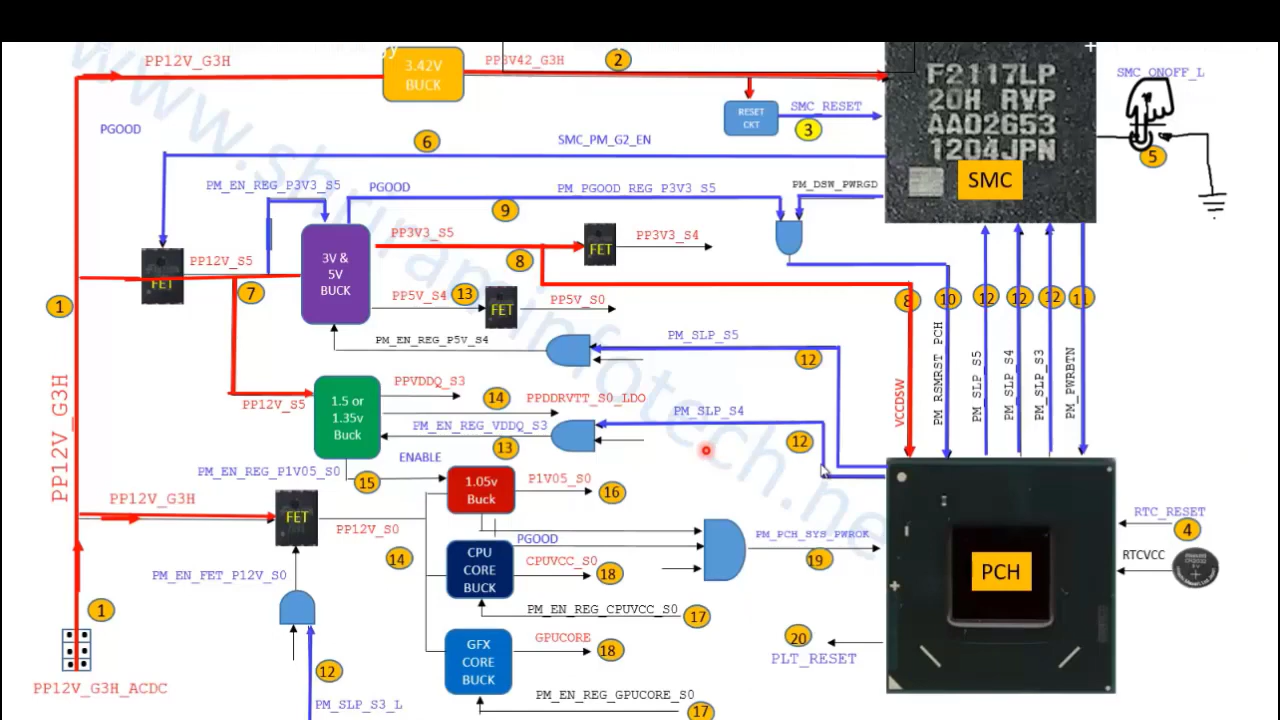 PP12V_G3H
3.42V
BUCK
PP3V42_G3H
2
F2117LP
20H RVP
AA02653
1204JPN
SMC
SMC_ONOFF_L
5
RESET
CKT
SMC_RESET
3
PGOOD
6
SMC_PM_G2_EN
PM_EN_REG_P3V3_S5
PGOOD
PM_PGOOD_REG_P3V3_S5
PM_DSW_PWRGD
9
FET
PP12V_S5
7
3V &
5V
BUCK
PP3V3_S5
8
FET
PP3V3_S4
PP5V_S4
13
FET
PP5V_S0
1
8
10
12
12
12
11
VCCDSW
PM_RSMRST_PCH
PM_SLP_S5
PM_SLP_S4
PM_SLP_S3
PM_PWRBTN
PM_EN_REG_P5V_S4
PM_SLP_S5
12
PP12V_G3H
PP12V_S5
1.5 or
1.35v
Buck
PPVDDQ_S3
14
PPDDRVTT_S0_LDO
PM_EN_REG_VDDQ_S3
13
PM_SLP_S4
12
ENABLE
PM_EN_REG_P1V05_S0
15
1.05v
Buck
P1V05_S0
16
PP12V_G3H
FET
PP12V_S0
14
PGOOD
PM_PCH_SYS_PWROK
19
CPU
CORE
BUCK
CPUVCC_S0
18
PM_EN_REG_CPUVCC_S0
17
PM_EN_FET_P12V_S0
1
12
PM_SLP_S3_L
PP12V_G3H_ACDC
GFX
CORE
BUCK
GPUCORE
18
PM_EN_REG_GPUCORE_S0
17
PCH
RTC_RESET
4
RTCVCC
20
PLT_RESET
www.shriraminfotech.net